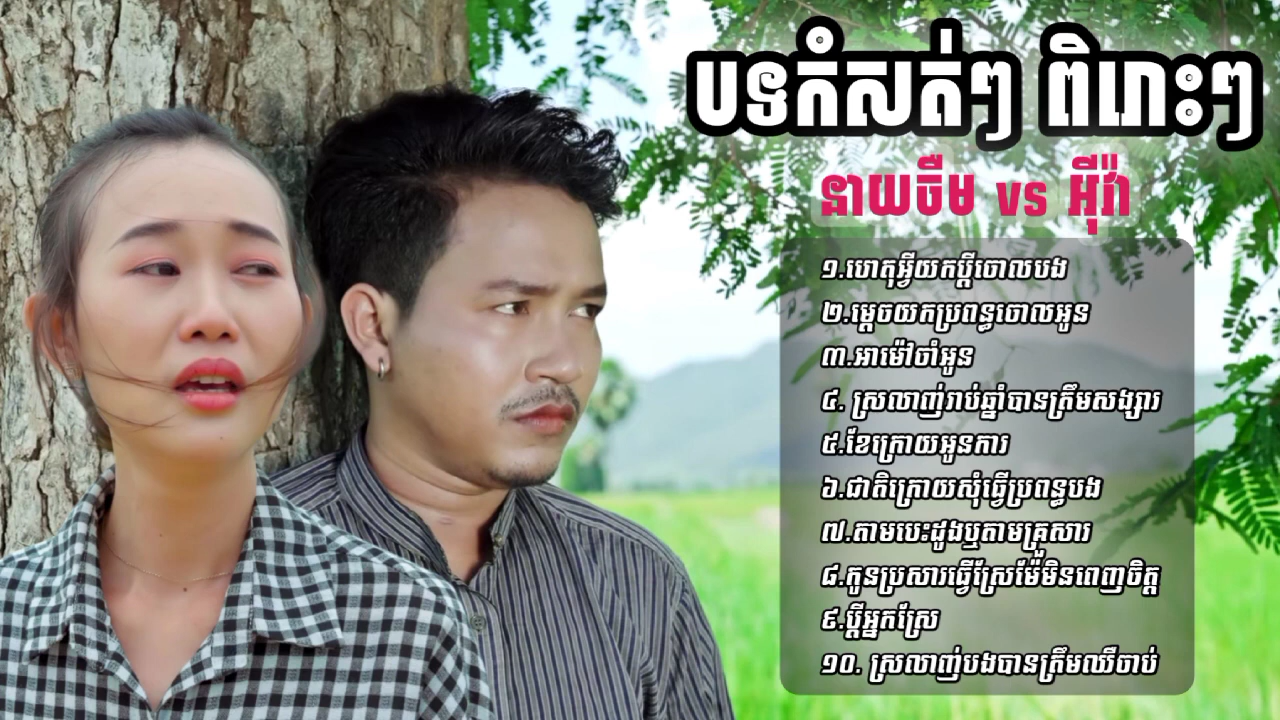 បទកំសត់ៗ ពិរោះៗ
នាយចឺម vs អ៊ីវ៉ា
១.ហេតុអ្វីយកប្ដីចោលបង
២.ម្ដេចយកប្រពន្ធចោលអូន
៣.អាម៉ៅចាំអូន
៤. ស្រលាញ់រាប់ឆ្នាំបានត្រឹមសង្សារ
៥.ខែក្រោយអូនការ
៦.ជាតិក្រោយសុំធ្វើប្រពន្ធបង
៧.តាមបេះដូងឬតាមគ្រួសារ
៨.កូនប្រសារធ្វើស្រែម៉ែមិនពេញចិត្ត
៩.ប្ដីអ្នកស្រែ
១០. ស្រលាញ់បងបានត្រឹមឈឺចាប់